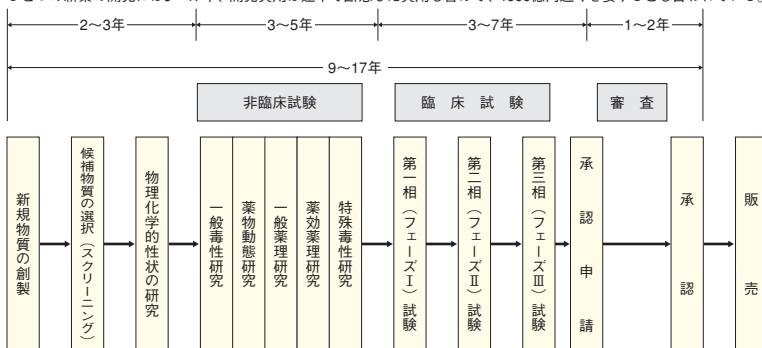 2〜3年
3〜5年
3〜7年
1〜2年
9〜17年
非臨床試験
臨床試験
審査
新規物質の創製
候補物質の選択（スクリーニング）
物理化学的性状の研究
一般毒性研究
薬物動態研究
一般薬理研究
薬効薬理研究
特殊毒性研究
第一相（フェーズⅠ）試験
第二相（フェーズⅡ）試験
第三相（フェーズⅢ）試験
承認申請
承認
販売